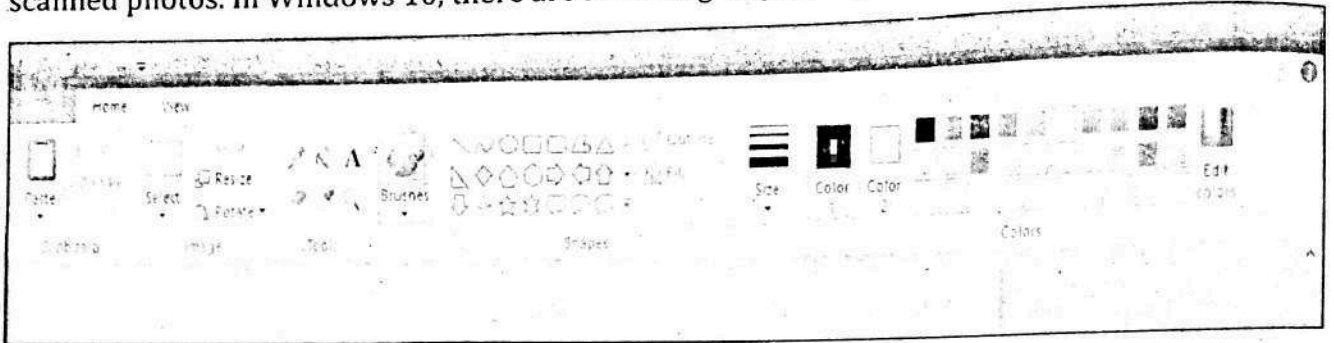 scanned photos. In Windows 10, there are
Home View
Paste Select Resize Rotate A Brushes Size Color Color 2 Edit colors
Clipboard Image Tools Shapes Colors